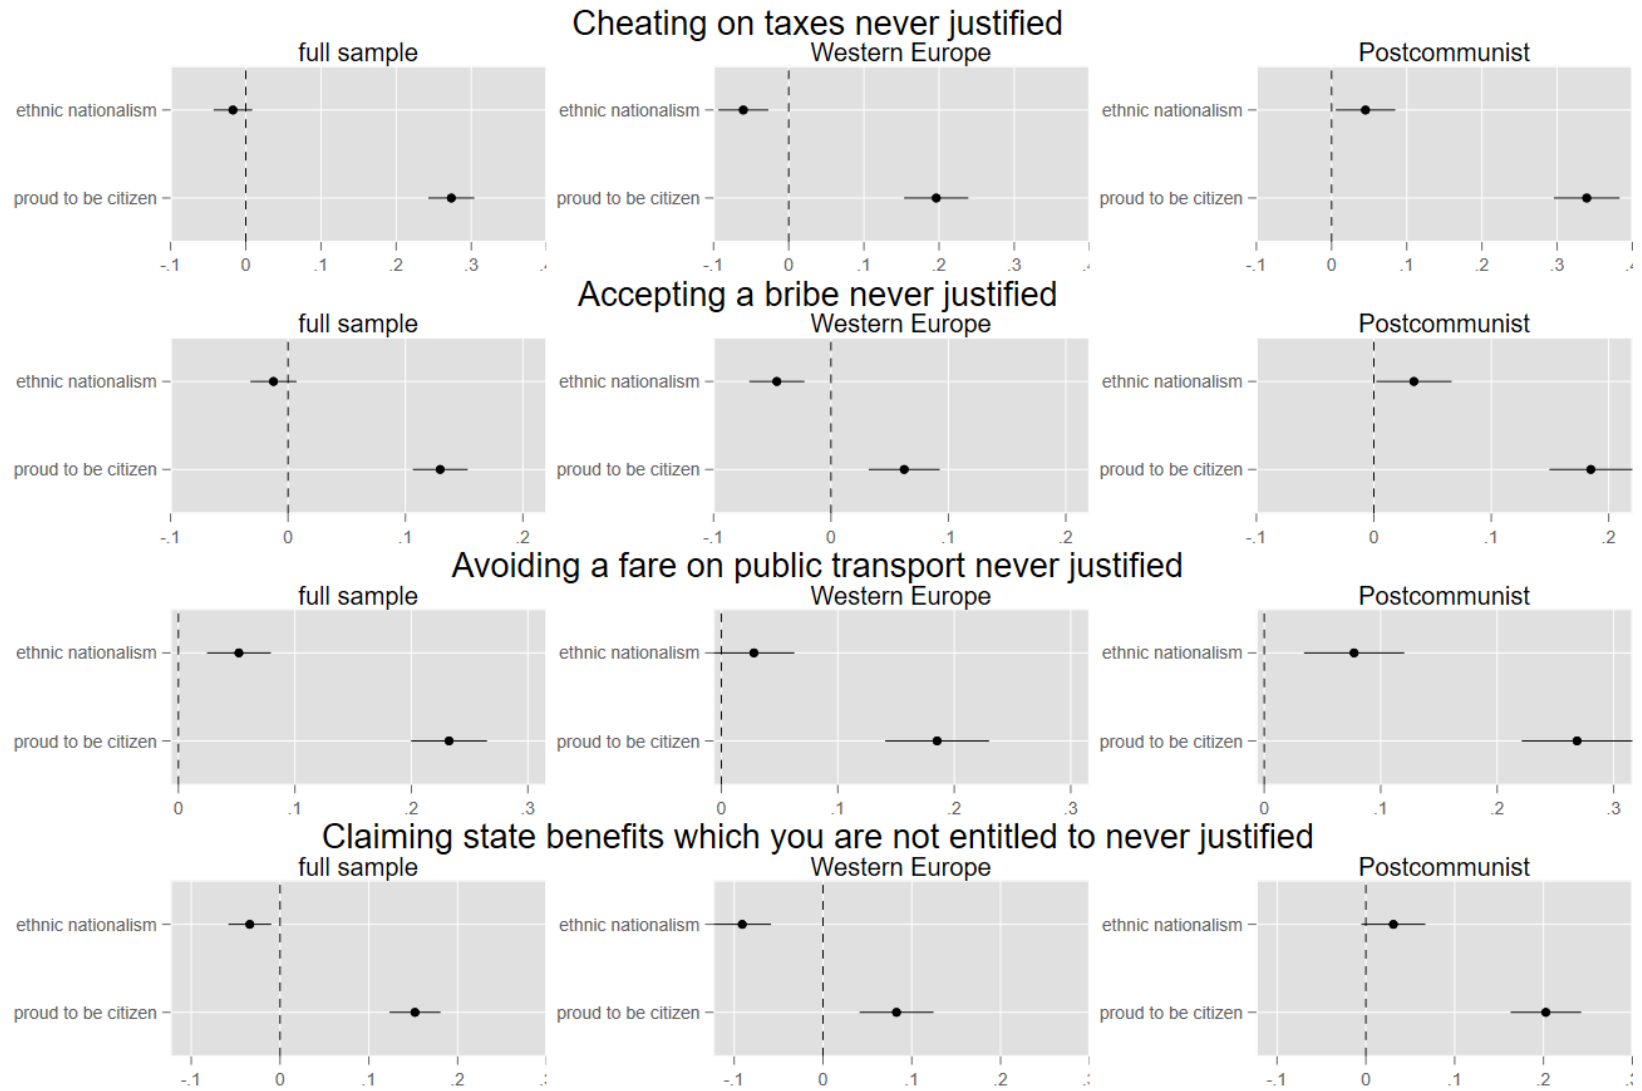 Cheating on taxes never justified
full sample Western Europe Postcommunist
ethnic nationalism ethnic nationalism ethnic nationalism
proud to be citizen proud to be citizen proud to be citizen
-.1 0 .1 .2 .3 -.1 0 .1 .2 .3 -.1 0 .1 .2 .3
Accepting a bribe never justified
full sample Western Europe Postcommunist
ethnic nationalism ethnic nationalism ethnic nationalism
proud to be citizen proud to be citizen proud to be citizen
-.1 0 .1 .2 -.1 0 .1 .2 -.1 0 .1 .2
Avoiding a fare on public transport never justified
full sample Western Europe Postcommunist
ethnic nationalism ethnic nationalism ethnic nationalism
proud to be citizen proud to be citizen proud to be citizen
0 .1 .2 .3 0 .1 .2 .3 0 .1 .2 .3
Claiming state benefits which you are not entitled to never justified
full sample Western Europe Postcommunist
ethnic nationalism ethnic nationalism ethnic nationalism
proud to be citizen proud to be citizen proud to be citizen
-.1 0 .1 .2 -.1 0 .1 .2 -.1 0 .1 .2